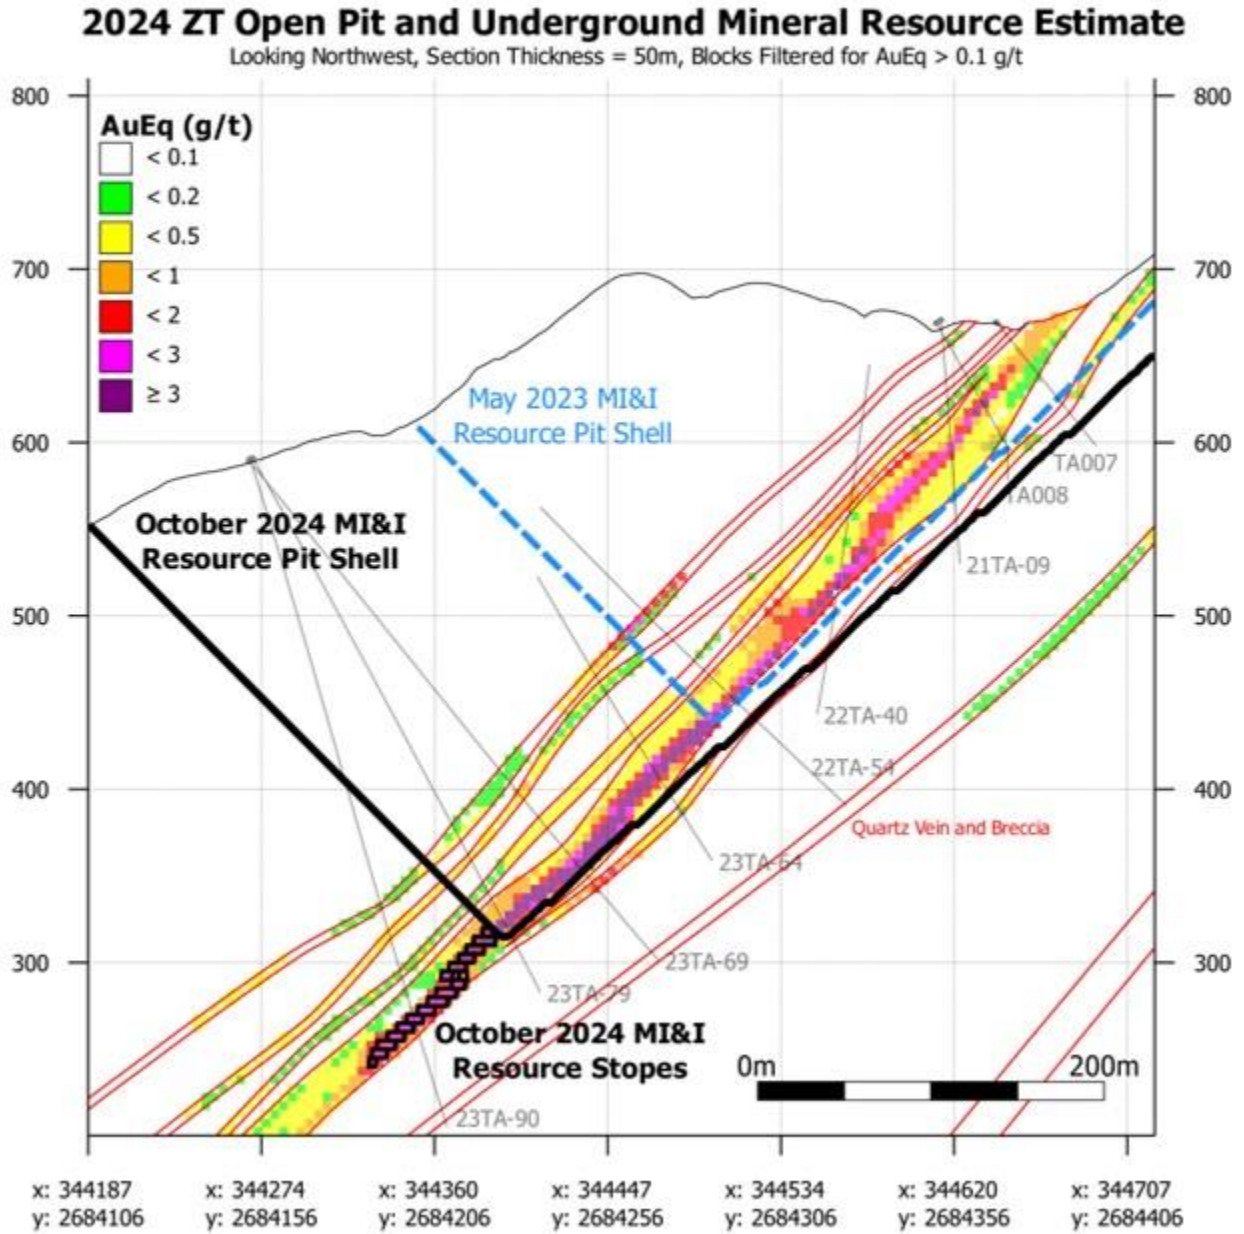 2024 ZT Open Pit and Underground Mineral Resource Estimate
Looking Northwest, Section Thickness = 50m, Blocks Filtered for AuEq > 0.1 g/t
800 800
AuEq (g/t)
< 0.1
< 0.2
< 0.5
< 1
< 2
< 3
≥ 3
700 700
May 2023 MI&I
Resource Pit Shell
600 600
TA007
TA008
October 2024 MI&I
Resource Pit Shell
21TA-09
500 500
22TA-40
22TA-54
400 400
Quartz Vein and Breccia
23TA-64
300 300
23TA-69
23TA-79
October 2024 MI&I
Resource Stopes
0m 200m
23TA-90
x: 344187 x: 344274 x: 344360 x: 344447 x: 344534 x: 344620 x: 344707
y: 2684106 y: 2684156 y: 2684206 y: 2684256 y: 2684306 y: 2684356 y: 2684406